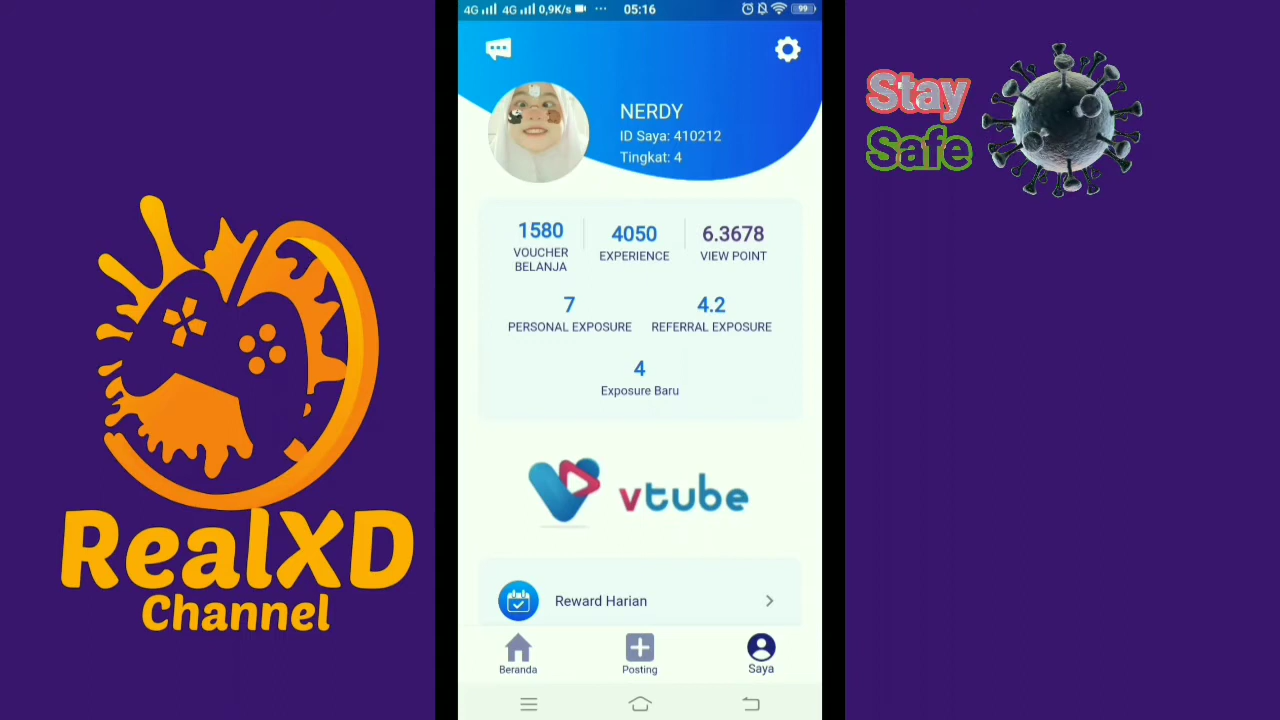 4G 4G 0,9K/s ... 05:16 99
Stay
Safe
NERDY
ID Saya: 410212
Tingkat: 4
1580
VOUCHER
BELANJA
4050
EXPERIENCE
6.3678
VIEW POINT
7
PERSONAL EXPOSURE
4.2
REFERRAL EXPOSURE
4
Exposure Baru
vtube
Reward Harian
Beranda
Posting
Saya
RealXD
Channel